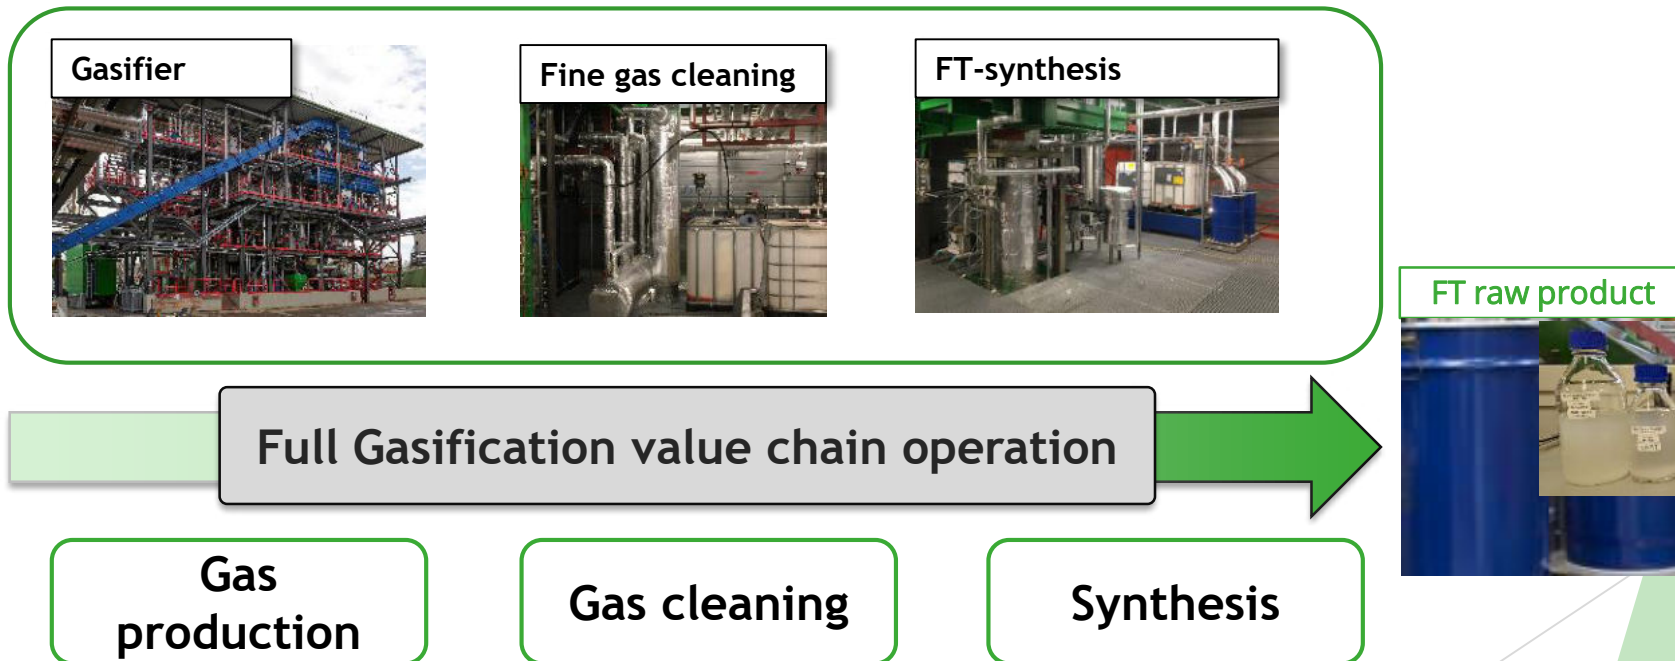 Gasifier
Fine gas cleaning
FT-synthesis
FT raw product
Full Gasification value chain operation
Gas
production
Gas cleaning
Synthesis